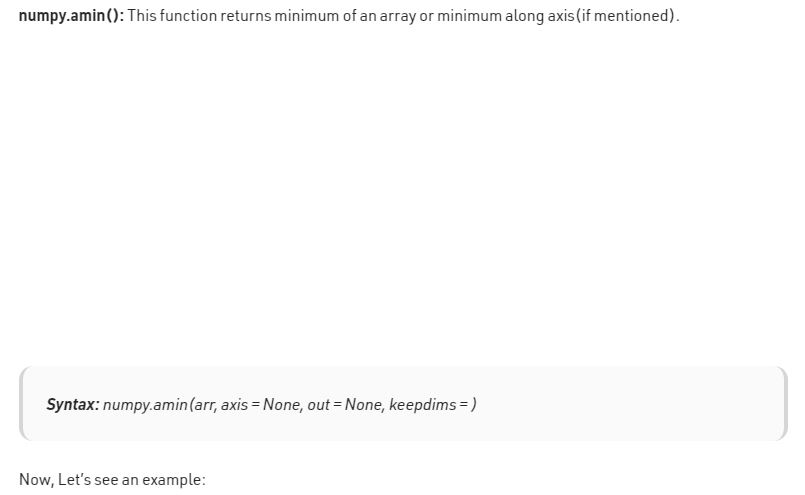 numpy.amin(): This function returns minimum of an array or minimum along axis(if mentioned).
Syntax: numpy.amin(arr, axis = None, out = None, keepdims = )
Now, Let’s see an example: